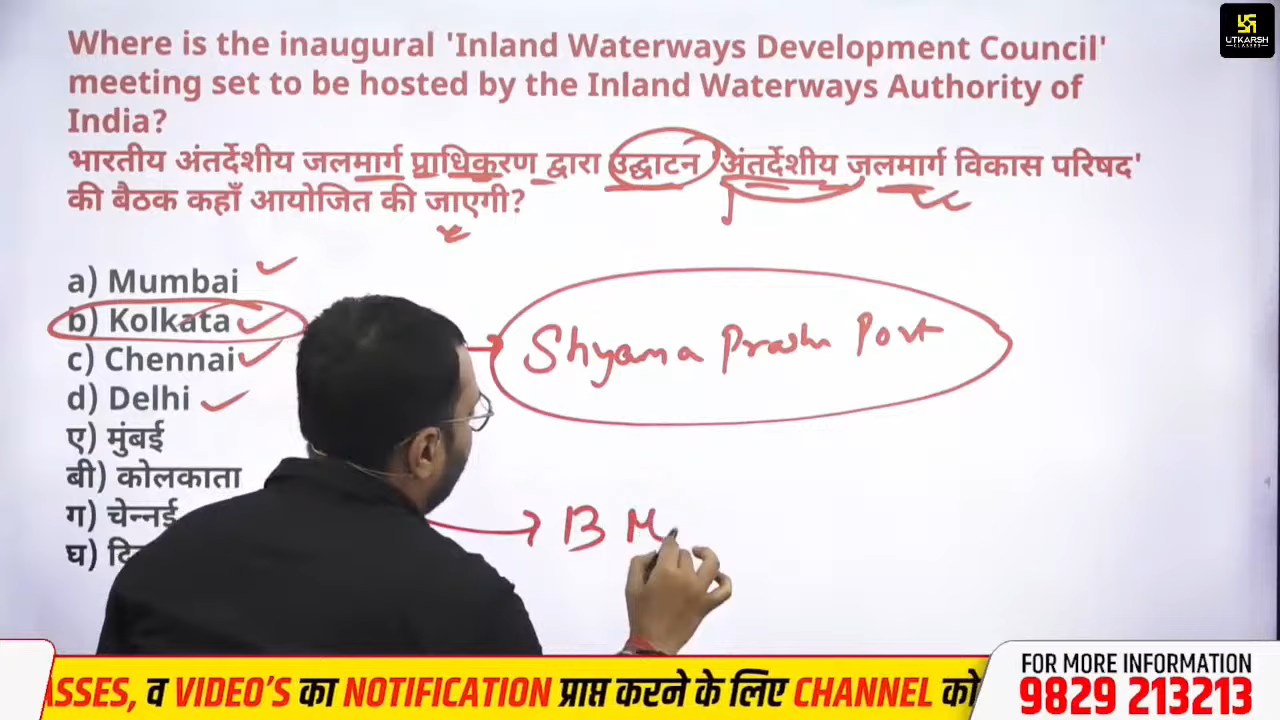 Where is the inaugural 'Inland Waterways Development Council'
meeting set to be hosted by the Inland Waterways Authority of
India?
भारतीय अंतर्देशीय जलमार्ग प्राधिकरण द्वारा उद्घाटन 'अंतर्देशीय जलमार्ग विकास परिषद'
की बैठक कहाँ आयोजित की जाएगी?
a) Mumbai
b) Kolkata
c) Chennai
d) Delhi
ए) मुंबई
बी) कोलकाता
ग) चेन्नई
घ)
Shyama Port
B M
UTKARSH
CLASSES
ASSES, व VIDEO'S का NOTIFICATION प्राप्त करने के लिए CHANNEL को
FOR MORE INFORMATION
9829 213213